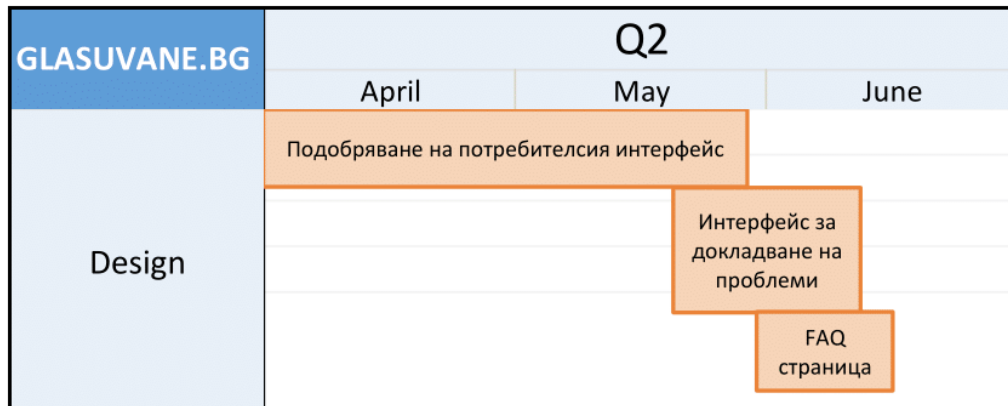 GLASUVANE.BG
Q2
April
May
June
Design
Подобряване на потребителсия интерфейс
Интерфейс за
докладване на
проблеми
FAQ
страница